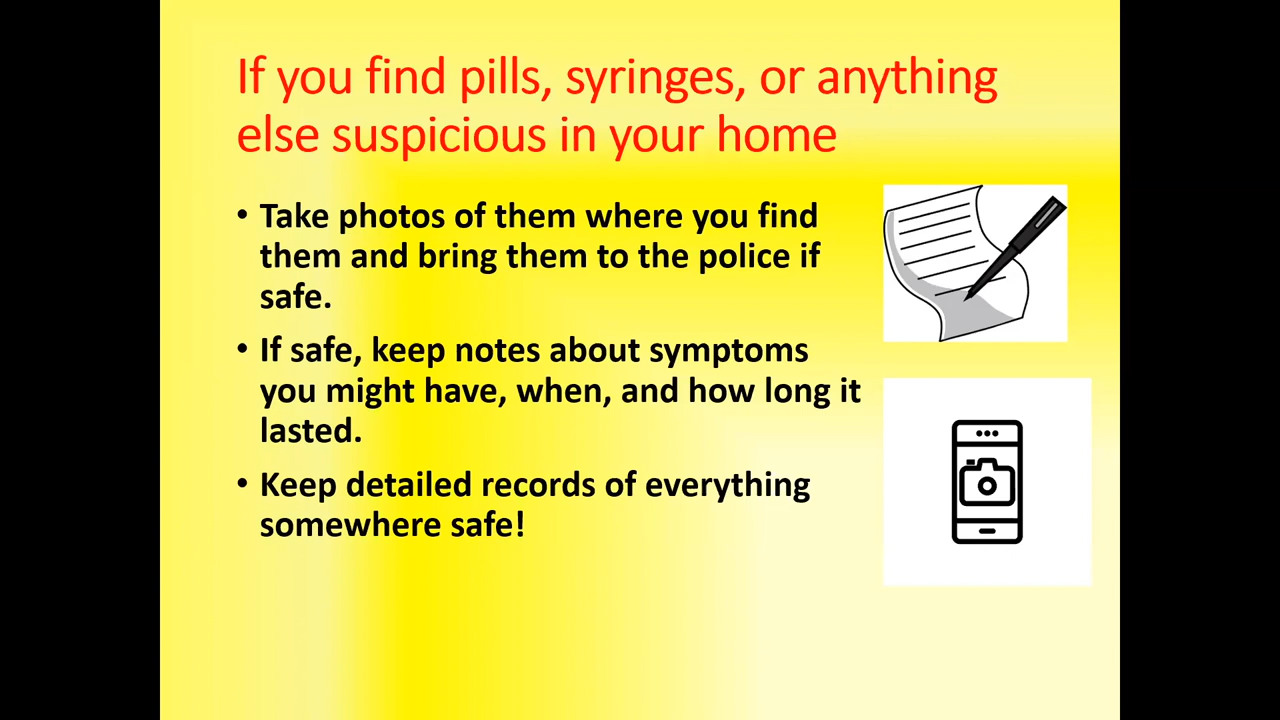 If you find pills, syringes, or anything
else suspicious in your home
• Take photos of them where you find
them and bring them to the police if
safe.
• If safe, keep notes about symptoms
you might have, when, and how long it
lasted.
• Keep detailed records of everything
somewhere safe!